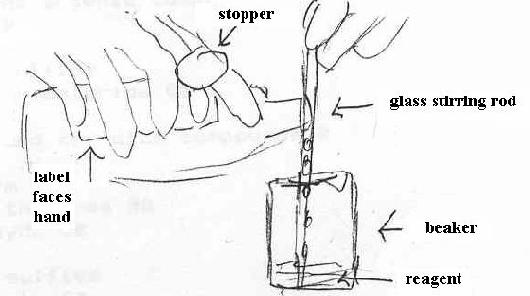 stopper
glass stirring rod
label
faces
hand
beaker
reagent